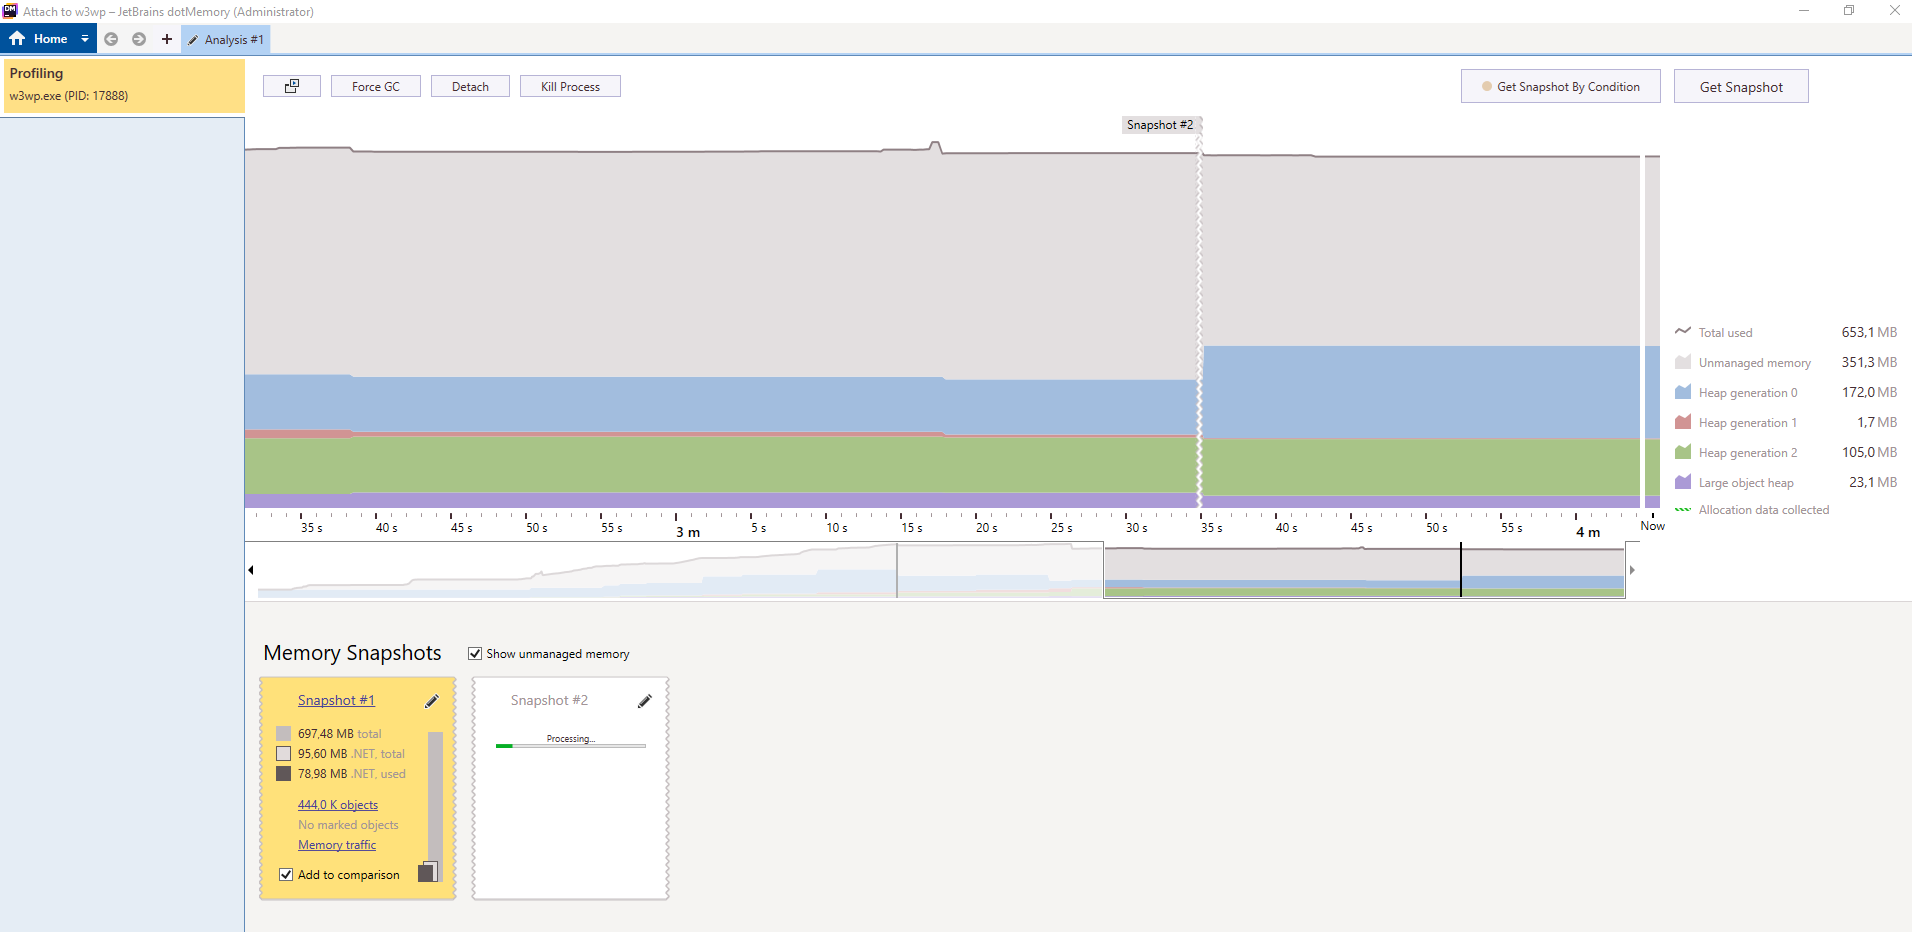 Attach to w3wp – JetBrains dotMemory (Administrator)
Home
Analysis #1
Profiling
w3wp.exe (PID: 17888)
Force GC
Detach
Kill Process
Get Snapshot By Condition
Get Snapshot
Snapshot #2
Total used 653,1 MB
Unmanaged memory 351,3 MB
Heap generation 0 172,0 MB
Heap generation 1 1,7 MB
Heap generation 2 105,0 MB
Large object heap 23,1 MB
Allocation data collected
35 s 40 s 45 s 50 s 55 s 3 m 5 s 10 s 15 s 20 s 25 s 30 s 35 s 40 s 45 s 50 s 55 s 4 m Now
Memory Snapshots
Show unmanaged memory
Snapshot #1
697,48 MB total
95,60 MB .NET, total
78,98 MB .NET, used
444,0 K objects
No marked objects
Memory traffic
Add to comparison
Snapshot #2
Processing...